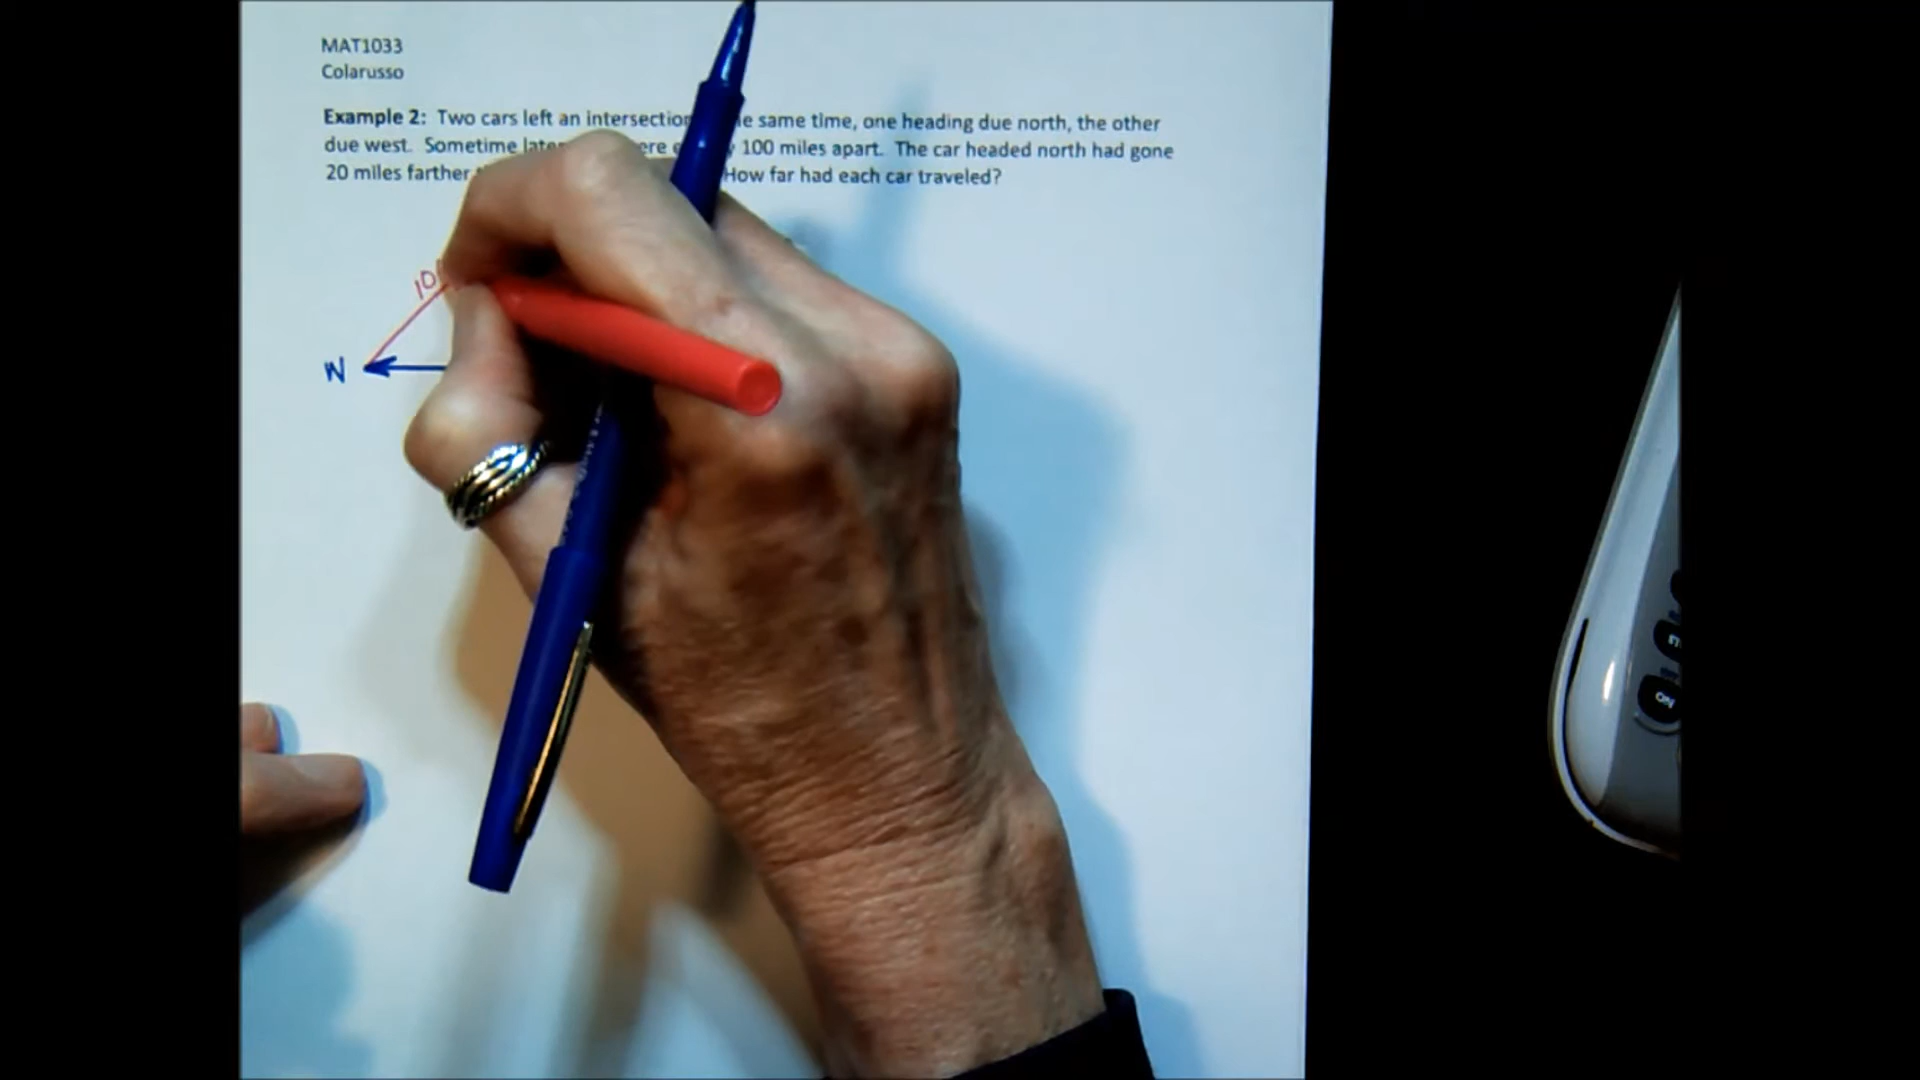 MAT1033
Colarusso
Example 2: Two cars left an intersection same time, one heading due north, the other
due west. Sometime 100 miles apart. The car headed north had gone
20 miles farther How far had each car traveled?
10
W
ON